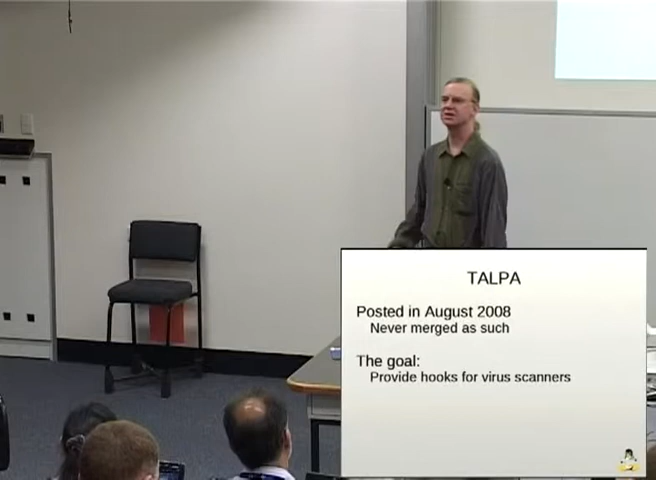 TALPA
Posted in August 2008
Never merged as such
The goal:
Provide hooks for virus scanners